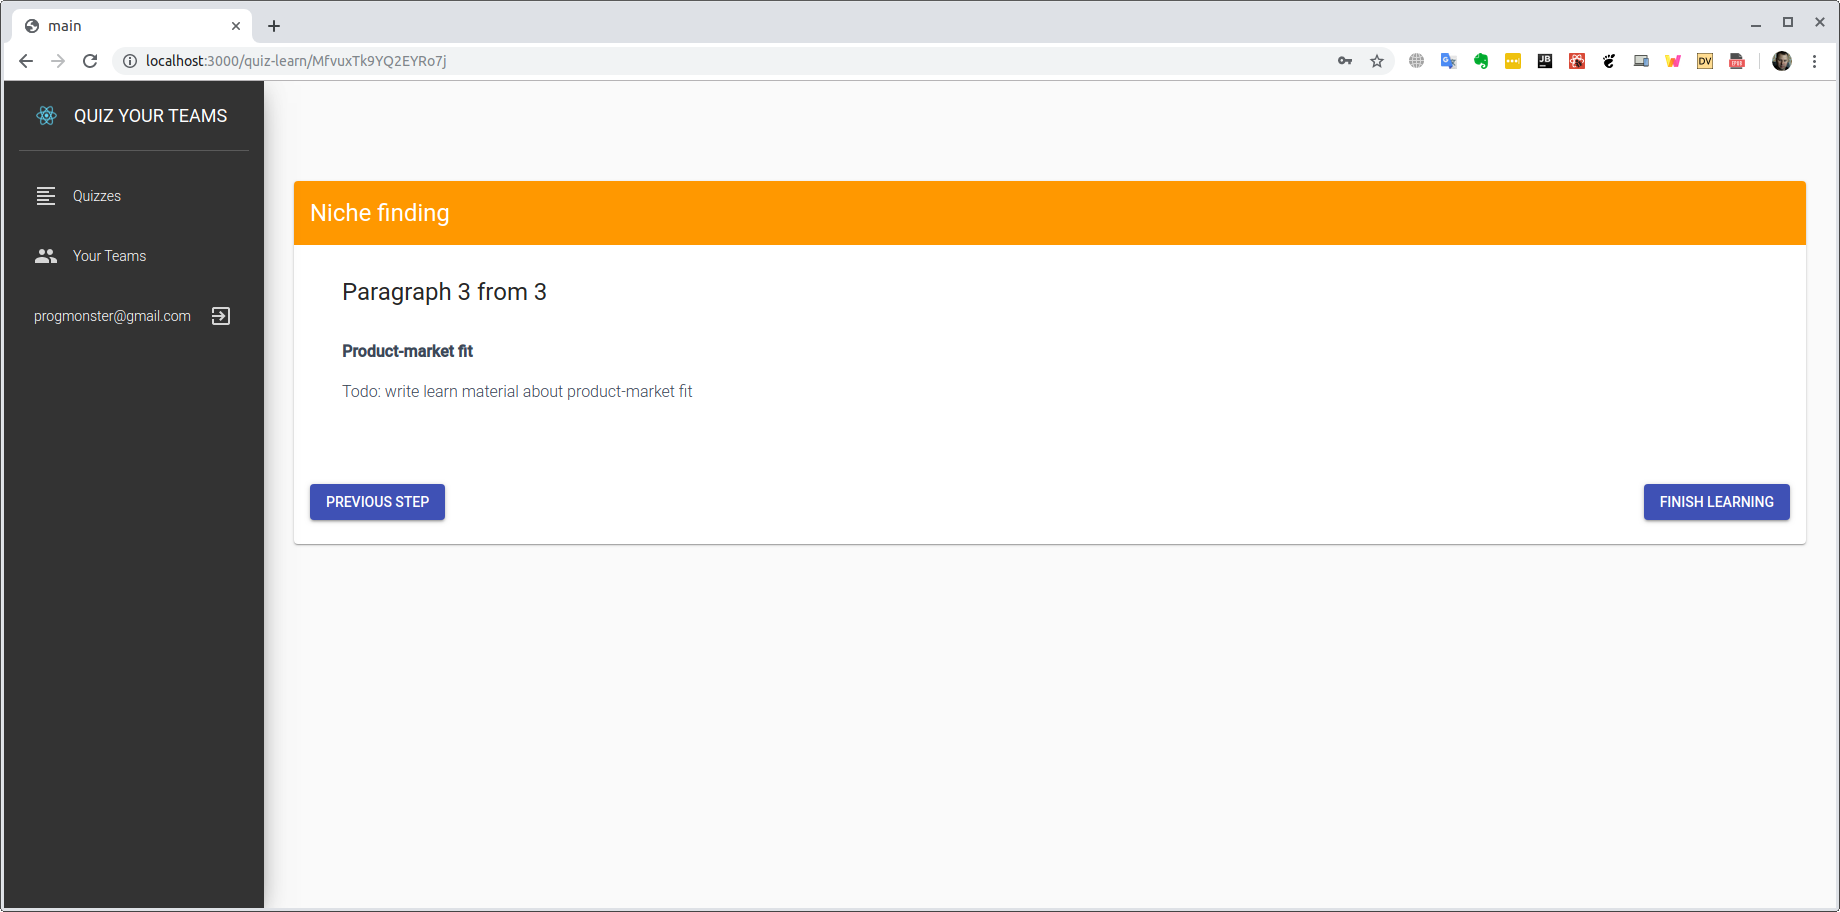 main
localhost:3000/quiz-learn/MfvuxTk9YQ2EYRo7j
JB
DV
QUIZ YOUR TEAMS
Quizzes
Your Teams
progmonster@gmail.com
Niche finding
Paragraph 3 from 3
Product-market fit
Todo: write learn material about product-market fit
PREVIOUS STEP
FINISH LEARNING